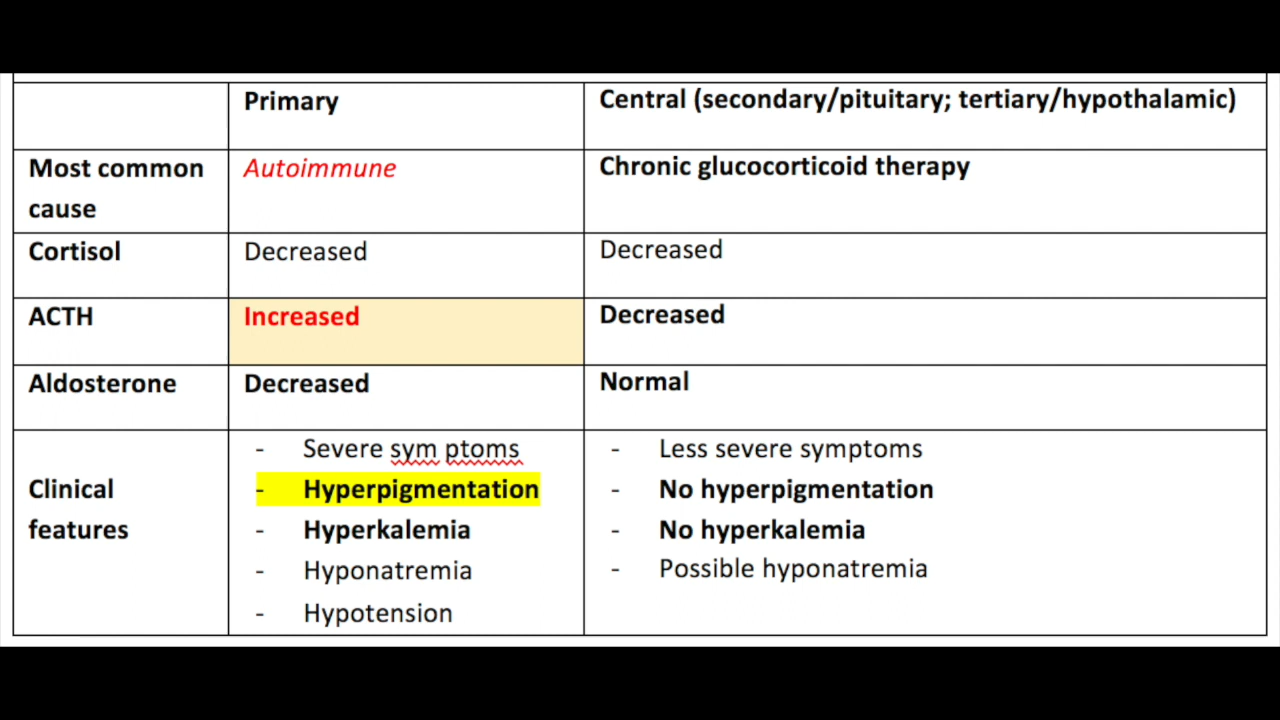 Primary
Central (secondary/pituitary; tertiary/hypothalamic)
Most common
cause
Autoimmune
Chronic glucocorticoid therapy
Cortisol
Decreased
Decreased
ACTH
Increased
Decreased
Aldosterone
Decreased
Normal
Clinical
features
- Severe sym ptoms
- Hyperpigmentation
- Hyperkalemia
- Hyponatremia
- Hypotension
- Less severe symptoms
- No hyperpigmentation
- No hyperkalemia
- Possible hyponatremia